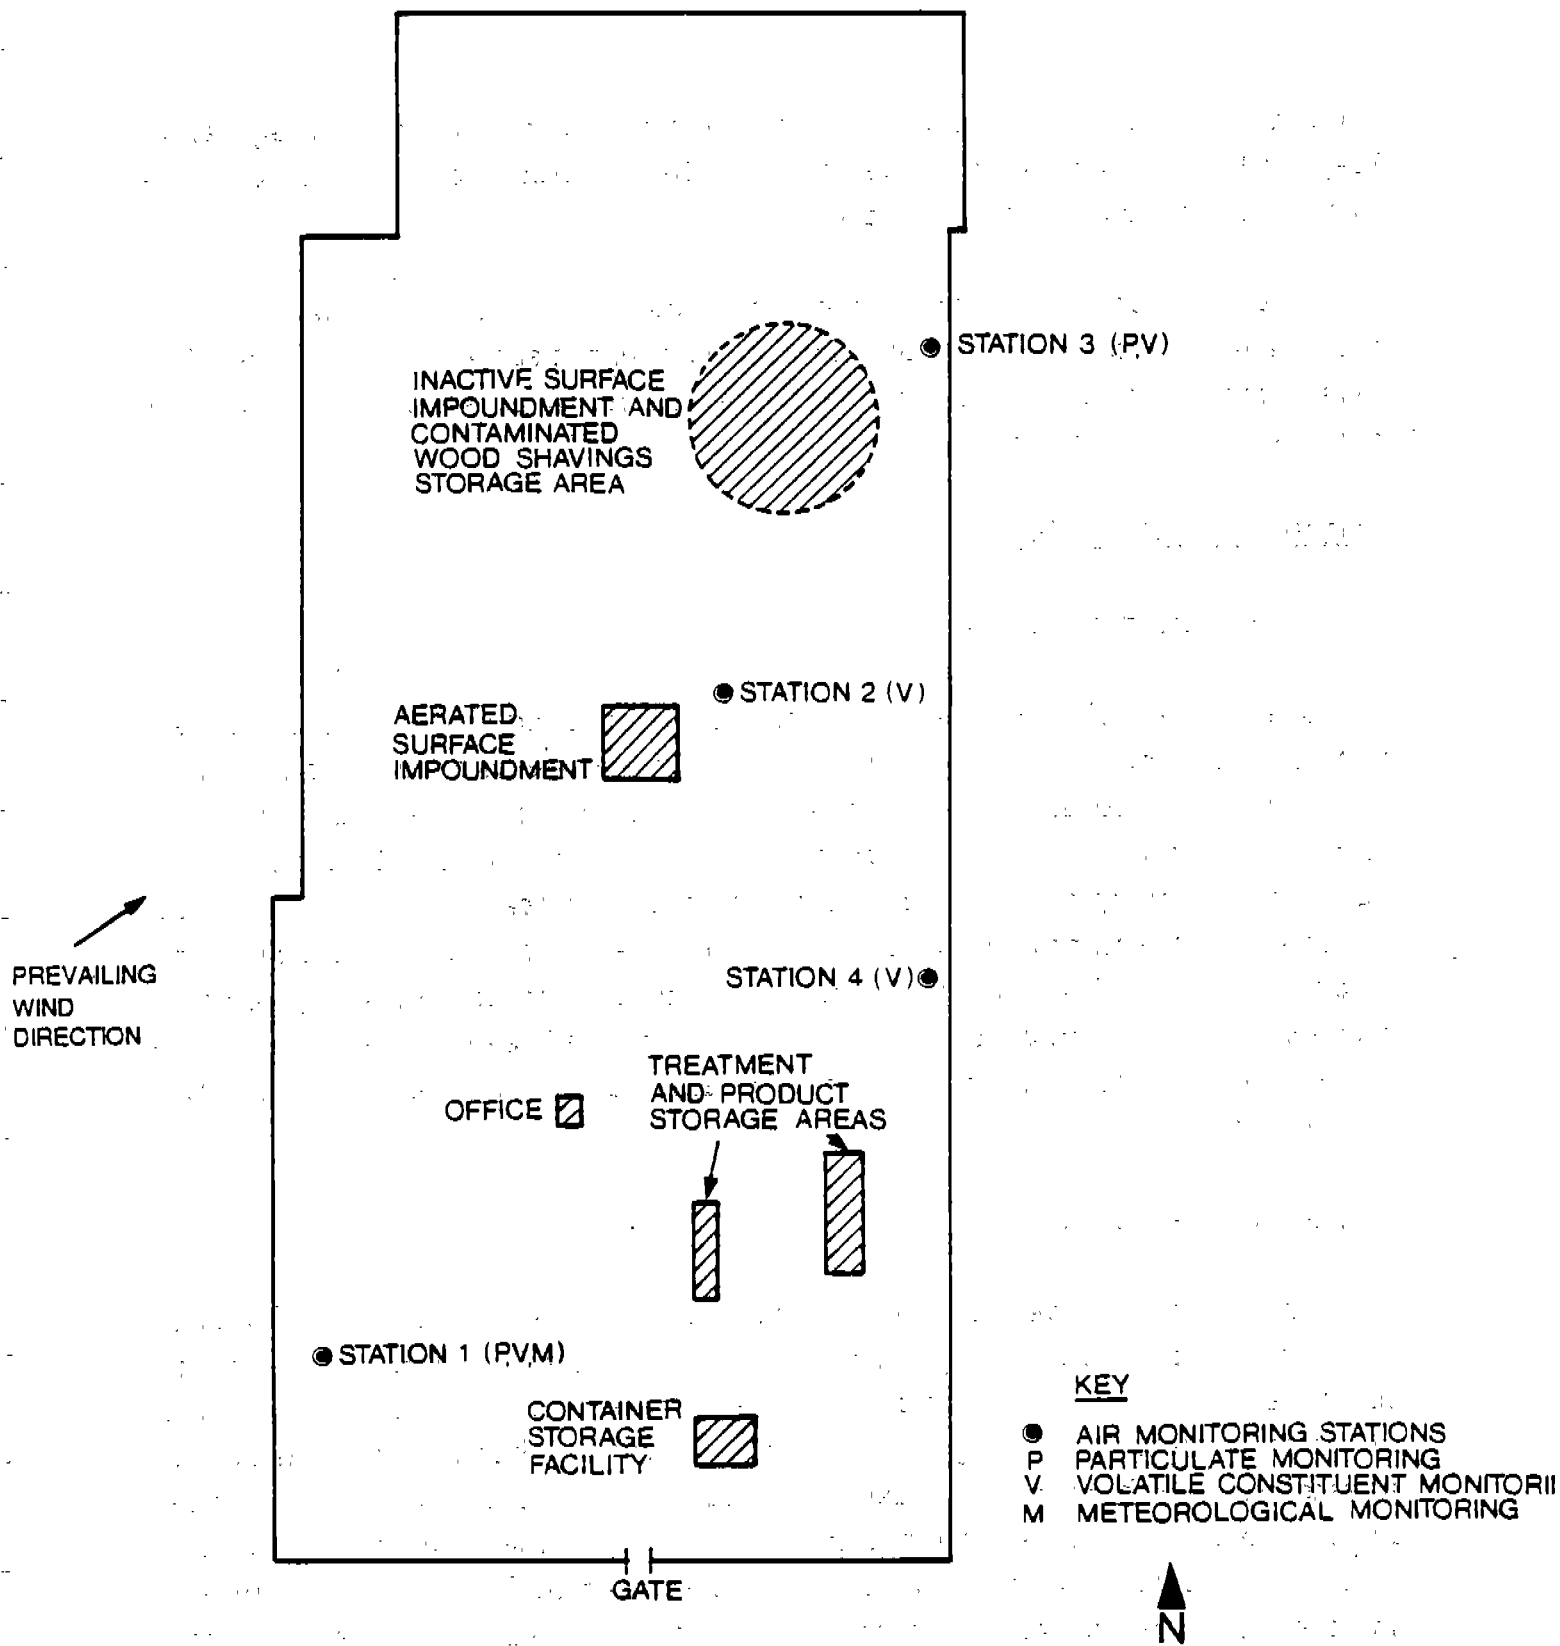 STATION 3 (P,V)
INACTIVE SURFACE
IMPOUNDMENT AND
CONTAMINATED
WOOD SHAVINGS
STORAGE AREA
STATION 2 (V)
AERATED
SURFACE
IMPOUNDMENT
PREVAILING
WIND
DIRECTION
STATION 4 (V)
TREATMENT
AND PRODUCT
STORAGE AREAS
OFFICE
STATION 1 (P,V,M)
CONTAINER
STORAGE
FACILITY
GATE
KEY
AIR MONITORING STATIONS
P PARTICULATE MONITORING
V VOLATILE CONSTITUENT MONITORI
M METEOROLOGICAL MONITORING
N